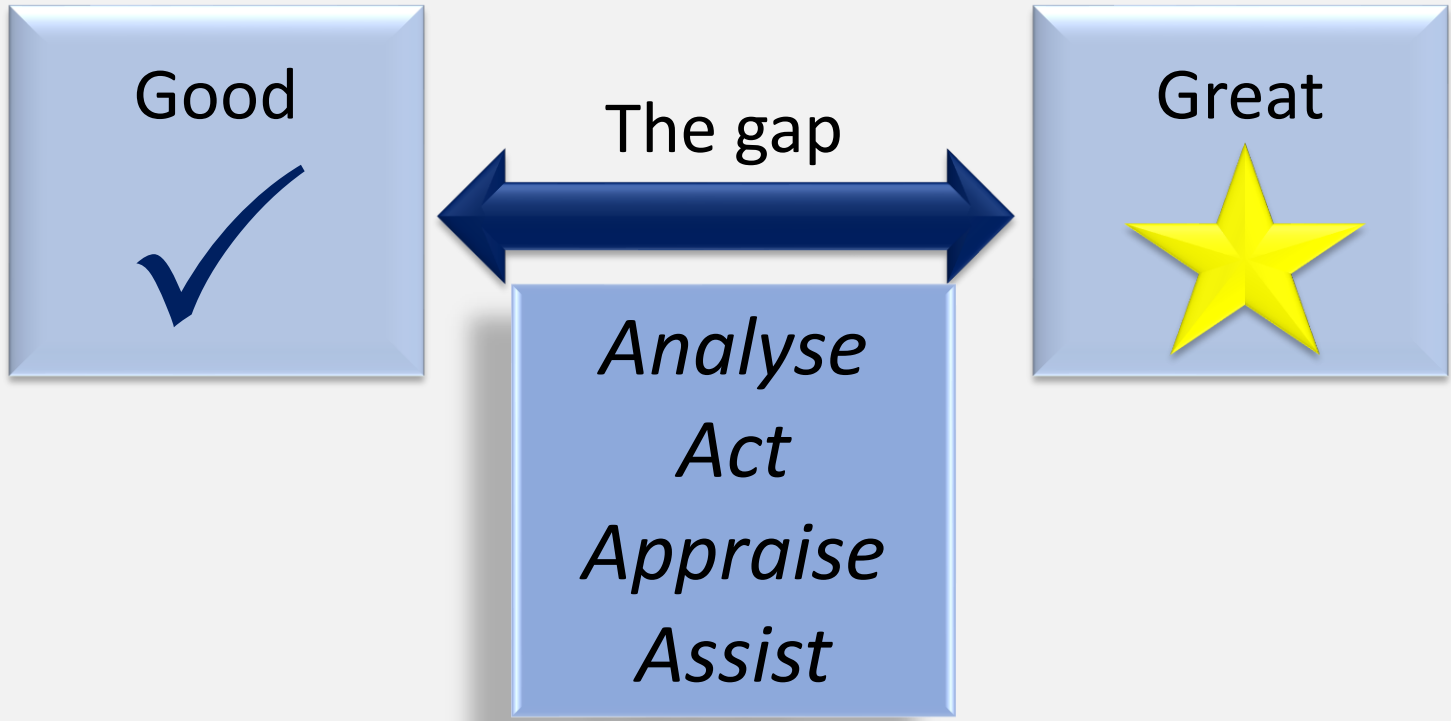 Good
The gap
Great
Analyse
Act
Appraise
Assist